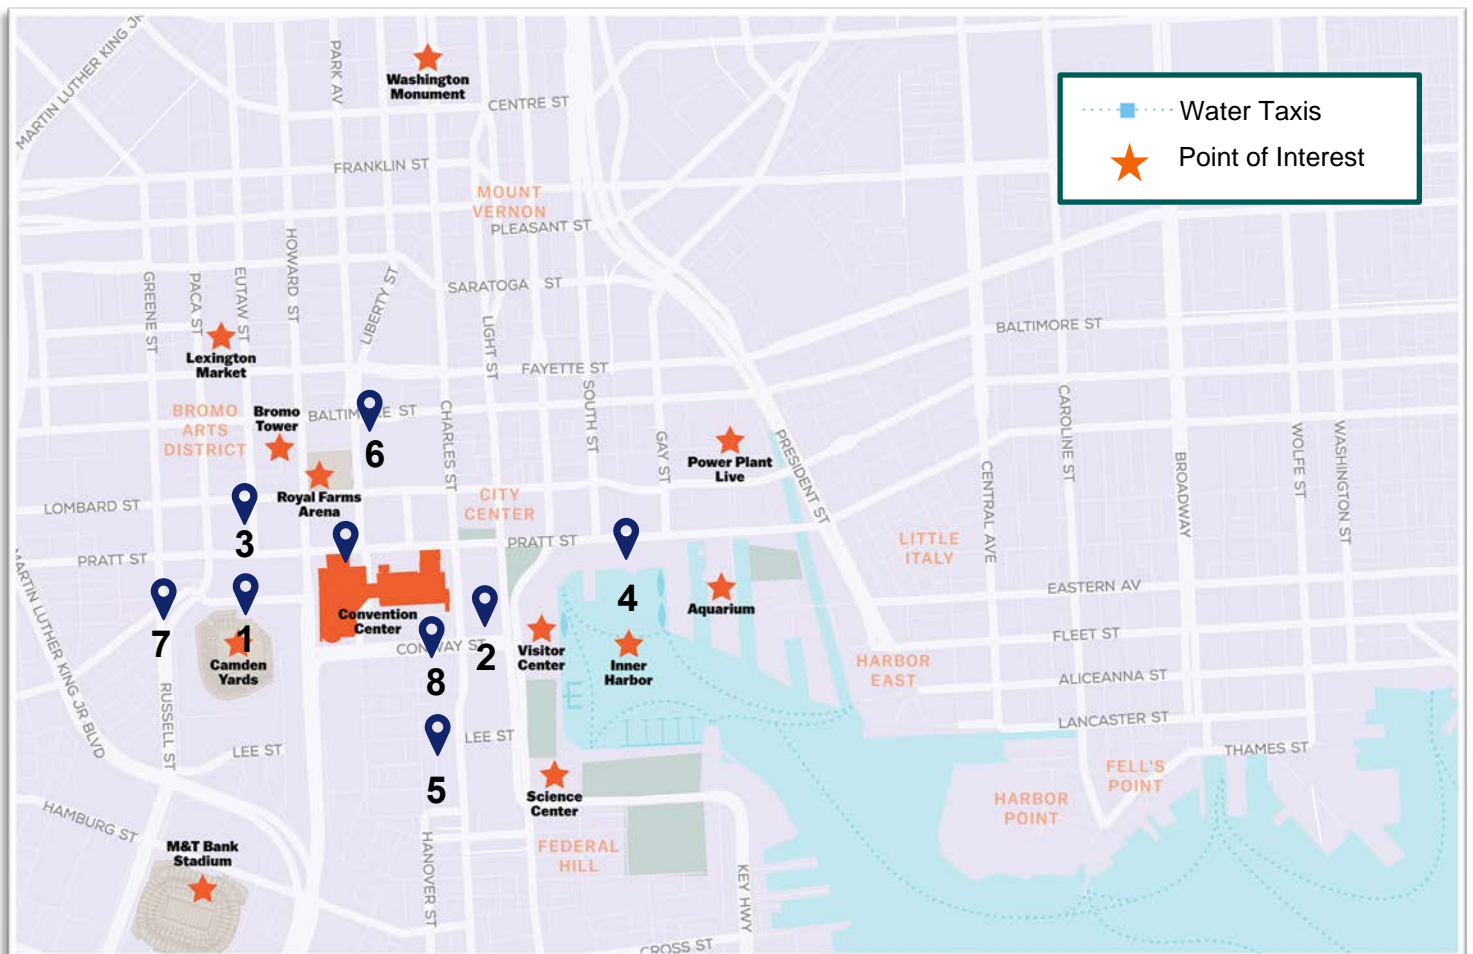 MARTIN LUTHER KING JR
PARK AV
Washington
Monument
CENTRE ST
Water Taxis
Point of Interest
FRANKLIN ST
MOUNT
VERNON
PLEASANT ST
HOWARD ST
GREENE ST
PACA ST
EUTAW ST
LIBERTY ST
SARATOGA ST
LIGHT ST
BALTIMORE ST
Lexington
Market
FAYETTE ST
SOUTH ST
BROMO
ARTS
DISTRICT
Bromo
Tower
BALTIMORE ST
6
CHARLES ST
GAY ST
Power Plant
Live
PRESIDENT ST
CENTRAL AVE
CAROLINE ST
BROADWAY
WOLFE ST
WASHINGTON ST
LOMBARD ST
Royal Farms
Arena
CITY
CENTER
3
PRATT ST
PRATT ST
LITTLE
ITALY
MARTIN LUTHER KING JR BLVD
7
1
Camden
Yards
Convention
Center
CONWAY ST
8
2
Visitor
Center
4
Inner
Harbor
Aquarium
EASTERN AV
FLEET ST
HARBOR
EAST
ALICEANNA ST
LANCASTER ST
THAMES ST
RUSSELL ST
LEE ST
LEE ST
5
Science
Center
FELL'S
POINT
HARBOR
POINT
HAMBURG ST
M&T Bank
Stadium
HANOVER ST
FEDERAL
HILL
KEY HWY
CROSS ST